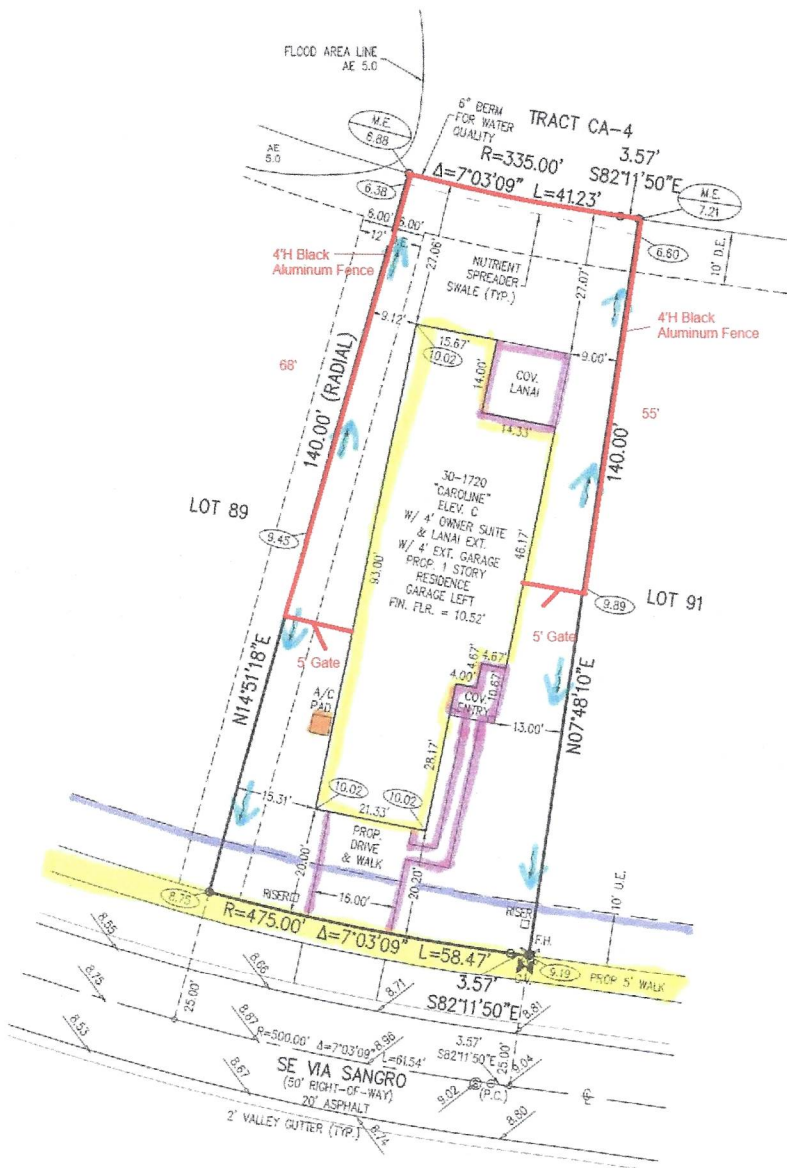 FLOOD AREA LINE
AE 5.0
6" BERM
FOR WATER
QUALITY
TRACT CA-4
M.E.
6.88
R=335.00'
3.57'
S82°11'50"E
Δ=7°03'09" L=41.23'
M.E.
7.21
AE
5.0
6.38
6.60
6.00'
6.00'
12'
10' D.E.
4'H Black
Aluminum Fence
27.06'
NUTRIENT
SPREADER
SWALE (TYP.)
27.07'
4'H Black
Aluminum Fence
9.12'
15.67'
10.02
14.00'
COV.
LANAI
9.00'
14.33'
68'
140.00' (RADIAL)
55'
140.00'
LOT 89
9.45
30-1720
"CAROLINE"
ELEV. C
W/ 4' OWNER SUITE
& LANAI EXT.
W/ 4' EXT. GARAGE
PROP. 1 STORY
RESIDENCE
GARAGE LEFT
FIN. FLR. = 10.52'
93.00'
46.17'
9.89
LOT 91
5' Gate
5' Gate
N14°51'18"E
A/C
PAD
4.67'
4.67'
4.00'
10.67'
COV.
ENTRY
13.00'
N07°48'10"E
28.17'
15.31'
10.02
21.33'
10.02
PROP.
DRIVE
& WALK
20.00'
20.20'
16.00'
RISER
RISER
10' U.E.
8.75
R=475.00' Δ=7°03'09" L=58.47'
F.H.
9.19
PROP 5' WALK
3.57'
S82°11'50"E
8.55
8.66
8.71
8.81
8.75
25.00'
8.87
8.96
R=500.00' Δ=7°03'09" L=61.54'
3.57'
S82°11'50"E
25.00'
9.04
9.02
(P.C.)
8.53
SE VIA SANGRO
(50' RIGHT-OF-WAY)
20' ASPHALT
2' VALLEY GUTTER (TYP.)
8.67
8.74
8.80